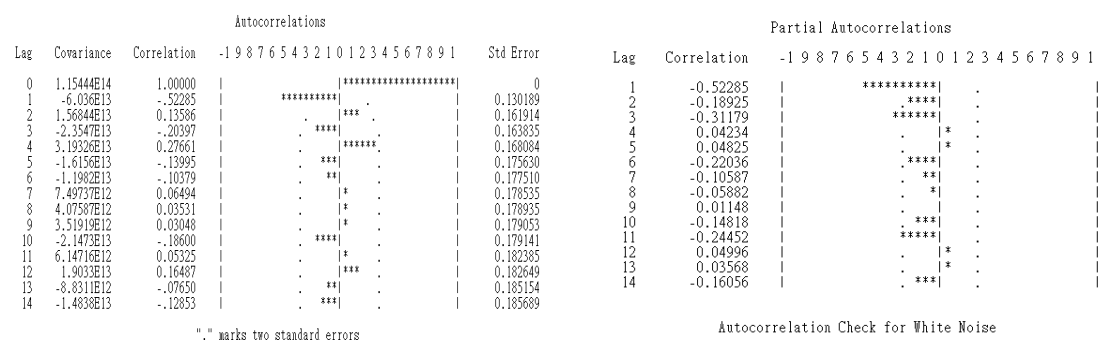 Autocorrelations
Lag Covariance Correlation -1 9 8 7 6 5 4 3 2 1 0 1 2 3 4 5 6 7 8 9 1 Std Error
0 1.15444E14 1.00000 | |********************| 0
1 -6.036E13 -.52285 | **********| . | 0.130189
2 1.56844E13 0.13586 | . |*** . | 0.161914
3 -2.3547E13 -.20397 | . ****| . | 0.163835
4 3.19326E13 0.27661 | . |******. | 0.168084
5 -1.6156E13 -.13995 | . ***| . | 0.175630
6 -1.1982E13 -.10379 | . **| . | 0.177510
7 7.49737E12 0.06494 | . |* . | 0.178535
8 4.07587E12 0.03531 | . |* . | 0.178935
9 3.51919E12 0.03048 | . |* . | 0.179053
10 -2.1473E13 -.18600 | . ****| . | 0.179141
11 6.14716E12 0.05325 | . |* . | 0.182385
12 1.9033E13 0.16487 | . |*** . | 0.182649
13 -8.8311E12 -.07650 | . **| . | 0.185154
14 -1.4838E13 -.12853 | . ***| . | 0.185689
"." marks two standard errors
Partial Autocorrelations
Lag Correlation -1 9 8 7 6 5 4 3 2 1 0 1 2 3 4 5 6 7 8 9 1
1 -0.52285 | **********| . |
2 -0.18925 | .****| . |
3 -0.31179 | ******| . |
4 0.04234 | . |* . |
5 0.04825 | . |* . |
6 -0.22036 | .****| . |
7 -0.10587 | . **| . |
8 -0.05882 | . *| . |
9 0.01148 | . | . |
10 -0.14818 | . ***| . |
11 -0.24452 | *****| . |
12 0.04996 | . |* . |
13 0.03568 | . |* . |
14 -0.16056 | . ***| . |
Autocorrelation Check for White Noise